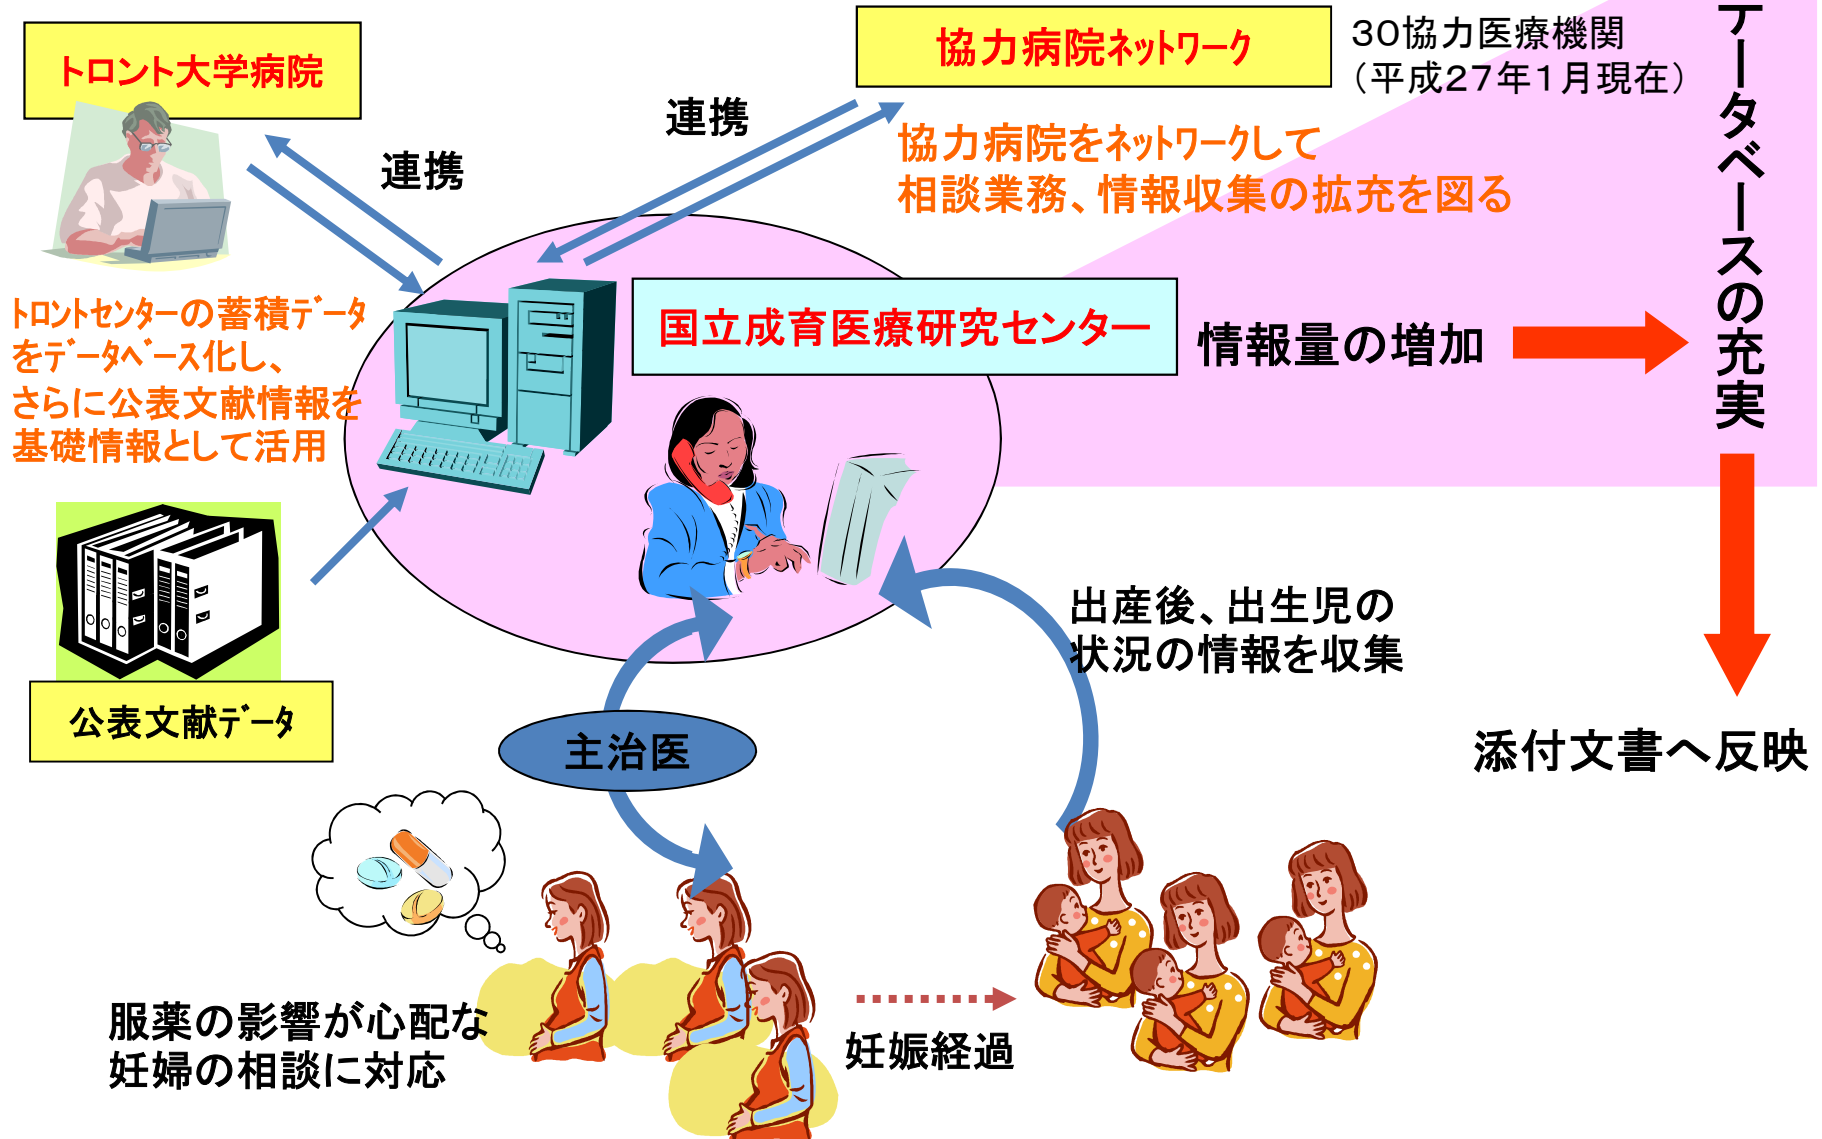 トロント大学病院
協力病院ネットワーク
30協力医療機関
（平成27年1月現在）
連携
連携
協力病院をネットワークして
相談業務、情報収集の拡充を図る
データベースの充実
トロントセンターの蓄積データ
をデータベース化し、
さらに公表文献情報を
基礎情報として活用
国立成育医療研究センター
情報量の増加
公表文献データ
出産後、出生児の
状況の情報を収集
主治医
添付文書へ反映
服薬の影響が心配な
妊婦の相談に対応
妊娠経過